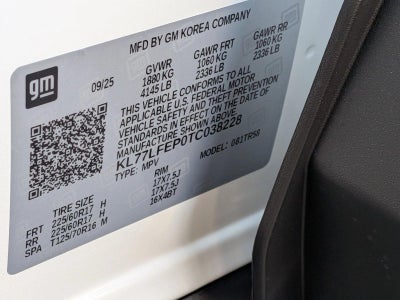 MFD BY GM KOREA COMPANY
gm
09/25 GVWR GAWR FRT GAWR RR
1880 KG 1060 KG 1060 KG
4145 LB 2336 LB 2336 LB
THIS VEHICLE CONFORMS TO ALL
APPLICABLE U.S. FEDERAL MOTOR
VEHICLE SAFETY AND THEFT PREVENTION
STANDARDS IN EFFECT ON THE DATE OF
MANUFACTURE SHOWN ABOVE.
KL77LFEP0TC038228
TYPE: MPV MODEL: 081TR58
TIRE SIZE RIM
FRT 225/60R17 H 17X7.5J
RR 225/60R17 H 17X7.5J
SPA T125/70R16 M 16X4BT